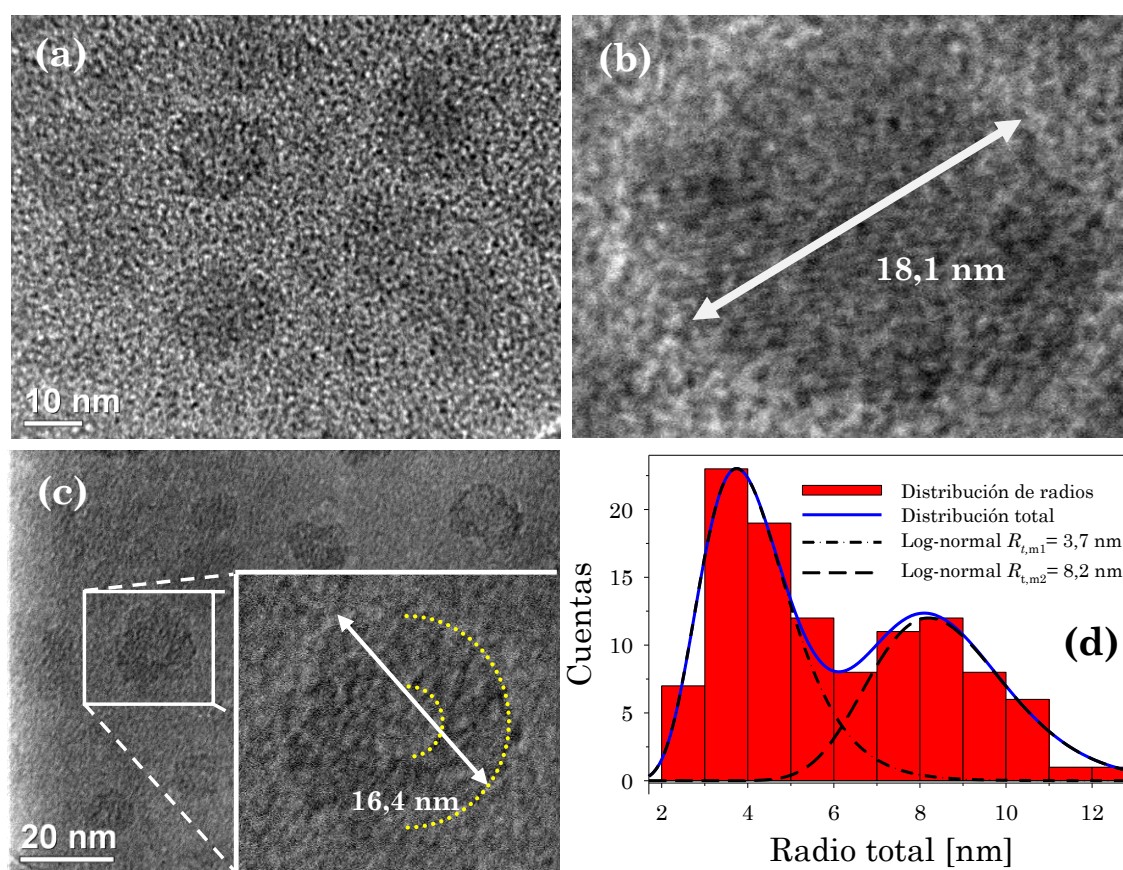 (a)
10 nm
(b)
18,1 nm
(c)
20 nm
16,4 nm
(d)
Distribución de radios
Distribución total
Log-normal R_t,m1= 3,7 nm
Log-normal R_t,m2= 8,2 nm
Cuentas
20
15
10
5
0
2
4
6
8
10
12
Radio total [nm]